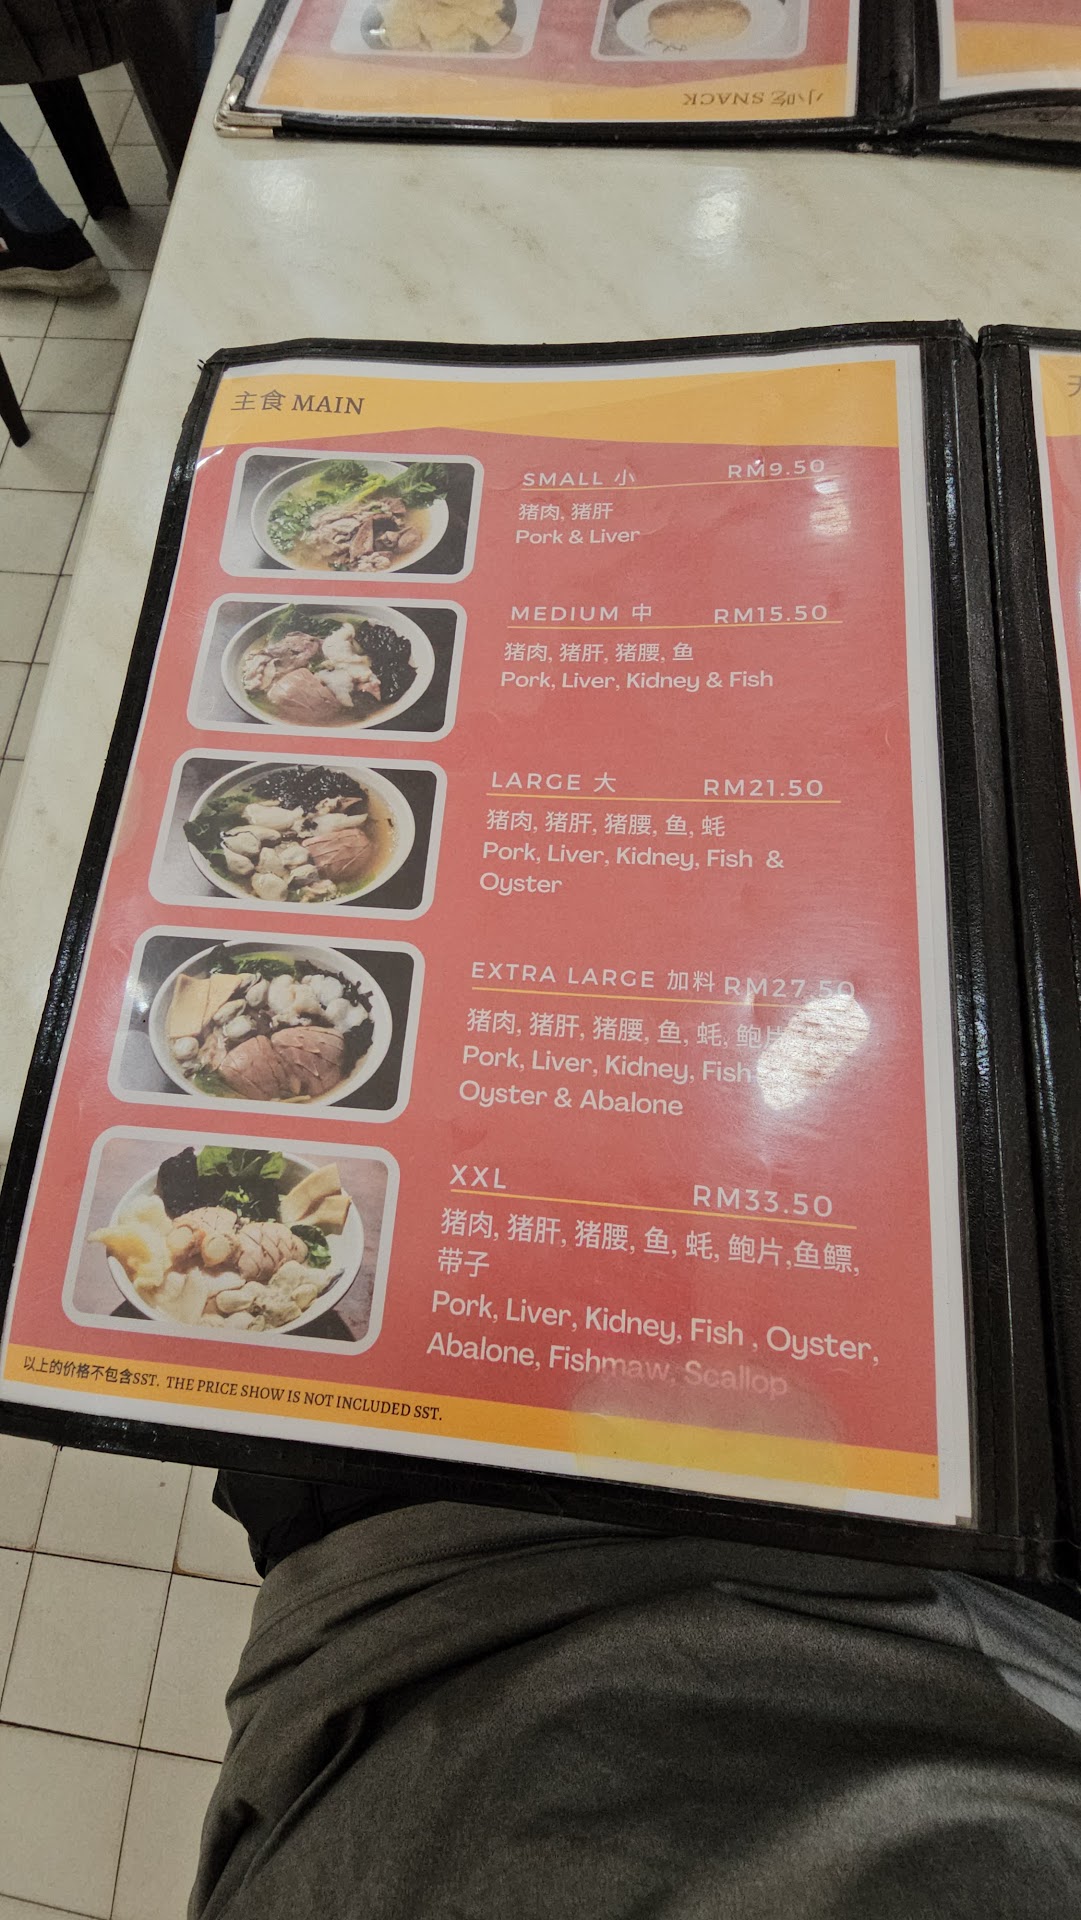 小吃 SNACK
主食 MAIN
SMALL 小 RM9.50
猪肉, 猪肝
Pork & Liver
MEDIUM 中 RM15.50
猪肉, 猪肝, 猪腰, 鱼
Pork, Liver, Kidney & Fish
LARGE 大 RM21.50
猪肉, 猪肝, 猪腰, 鱼, 蚝
Pork, Liver, Kidney, Fish &
Oyster
EXTRA LARGE 加料 RM27.50
猪肉, 猪肝, 猪腰, 鱼, 蚝, 鲍片
Pork, Liver, Kidney, Fish
Oyster & Abalone
XXL RM33.50
猪肉, 猪肝, 猪腰, 鱼, 蚝, 鲍片,鱼鳔,
带子
Pork, Liver, Kidney, Fish , Oyster,
Abalone, Fishmaw, Scallop
以上的价格不包含SST. THE PRICE SHOW IS NOT INCLUDED SST.